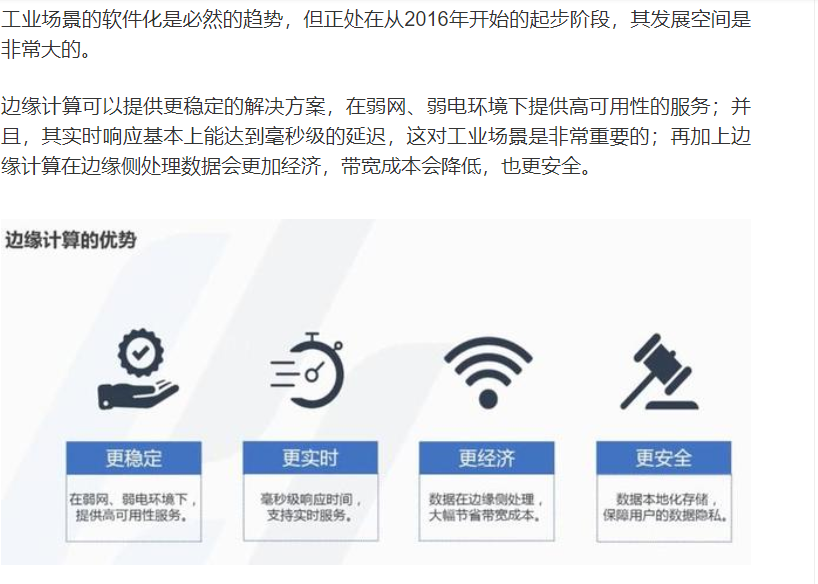 工业场景的软件化是必然的趋势，但正处在从2016年开始的起步阶段，其发展空间是
非常大的。
边缘计算可以提供更稳定的解决方案，在弱网、弱电环境下提供高可用性的服务；并
且，其实时响应基本上能达到毫秒级的延迟，这对工业场景是非常重要的；再加上边
缘计算在边缘侧处理数据会更加经济，带宽成本会降低，也更安全。
边缘计算的优势
更稳定
在弱网、弱电环境下，
提供高可用性服务。
更实时
毫秒级响应时间，
支持实时服务。
更经济
数据在边缘侧处理，
大幅节省带宽成本。
更安全
数据本地化存储，
保障用户的数据隐私。